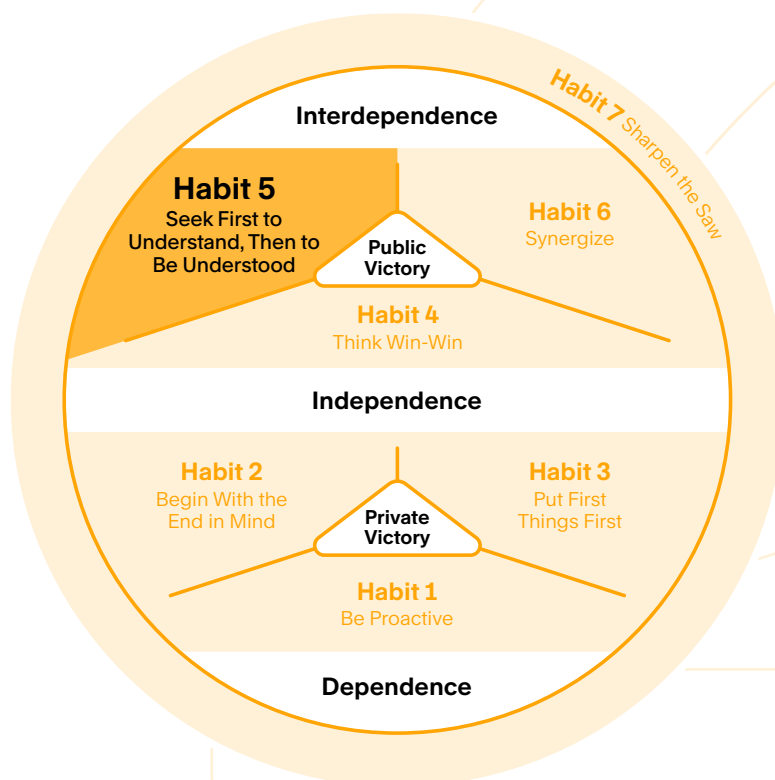 Interdependence
Habit 7 Sharpen the Saw
Habit 5
Seek First to
Understand, Then to
Be Understood
Public
Victory
Habit 6
Synergize
Habit 4
Think Win-Win
Independence
Habit 2
Begin With the
End in Mind
Private
Victory
Habit 3
Put First
Things First
Habit 1
Be Proactive
Dependence